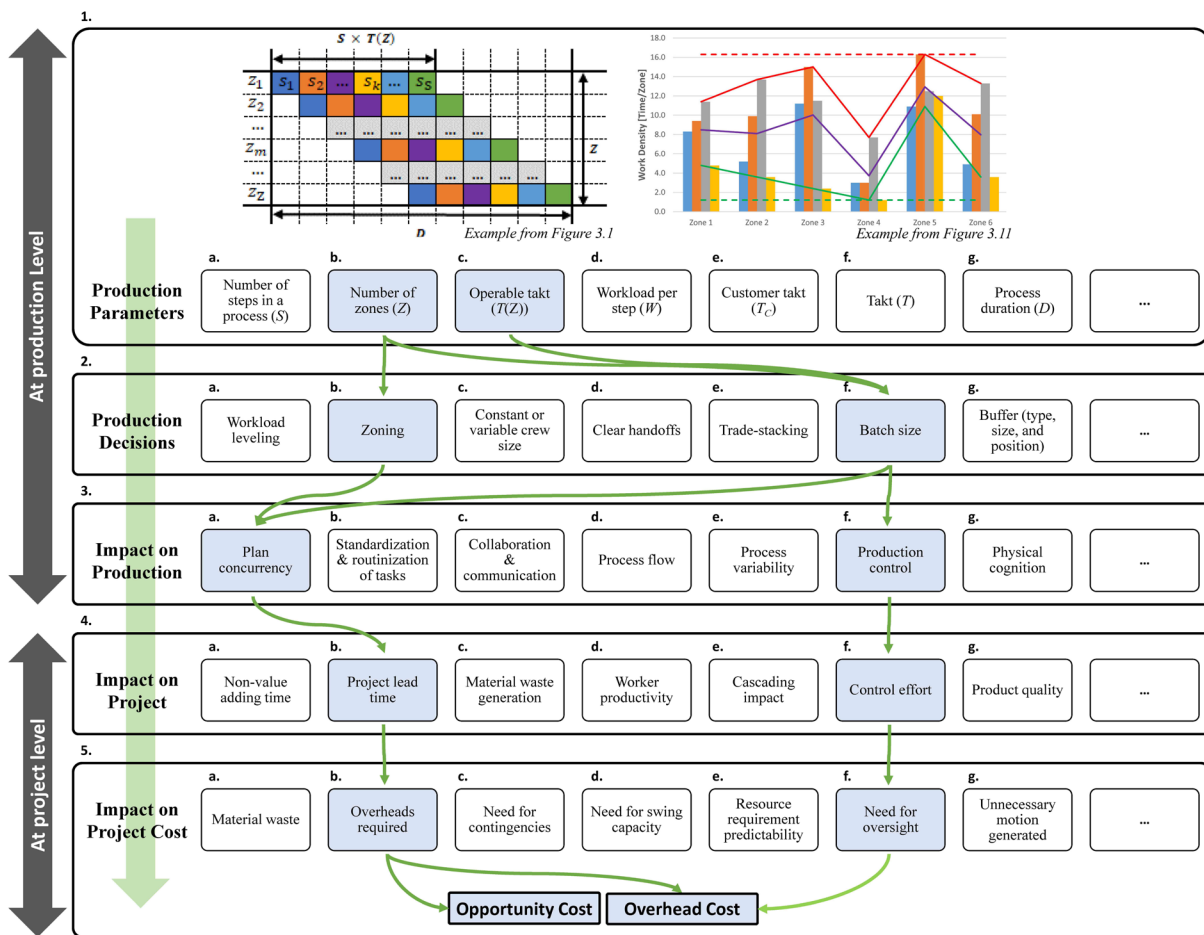 1.
S × T(Z)
z₁ S₁ S₂ ... Sₖ ... S_S
z₂
...
... ... ... ... ... ...
z_m
...
... ... ... ... ... ...
z_Z
Z
D
Example from Figure 3.1
Work Density [Time/Zone]
18.0
16.0
14.0
12.0
10.0
8.0
6.0
4.0
2.0
0.0
Zone 1 Zone 2 Zone 3 Zone 4 Zone 5 Zone 6
Example from Figure 3.11
At production Level
Production
Parameters
a.
Number of
steps in a
process (S)
b.
Number of
zones (Z)
c.
Operable takt
(T(Z))
d.
Workload per
step (W)
e.
Customer takt
(T_C)
f.
Takt (T)
g.
Process
duration (D)
...
2.
Production
Decisions
a.
Workload
leveling
b.
Zoning
c.
Constant or
variable crew
size
d.
Clear handoffs
e.
Trade-stacking
f.
Batch size
g.
Buffer (type,
size, and
position)
...
3.
Impact on
Production
a.
Plan
concurrency
b.
Standardization
& routinization
of tasks
c.
Collaboration
&
communication
d.
Process flow
e.
Process
variability
f.
Production
control
g.
Physical
cognition
...
At project level
4.
Impact on
Project
a.
Non-value
adding time
b.
Project lead
time
c.
Material waste
generation
d.
Worker
productivity
e.
Cascading
impact
f.
Control effort
g.
Product quality
...
5.
Impact on
Project Cost
a.
Material waste
b.
Overheads
required
c.
Need for
contingencies
d.
Need for swing
capacity
e.
Resource
requirement
predictability
f.
Need for
oversight
g.
Unnecessary
motion
generated
...
Opportunity Cost
Overhead Cost